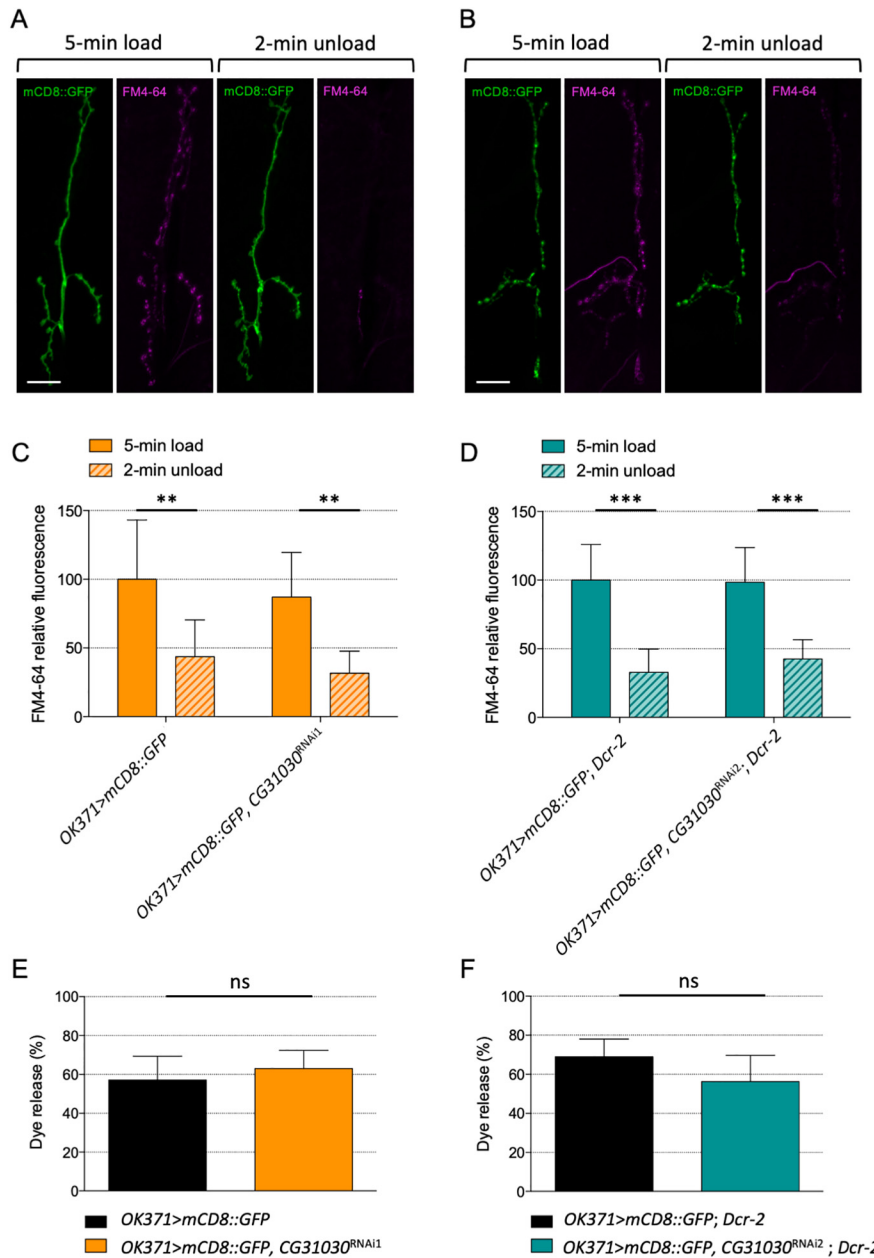 A
5-min load 2-min unload
mCD8::GFP FM4-64 mCD8::GFP FM4-64
B
5-min load 2-min unload
mCD8::GFP FM4-64 mCD8::GFP FM4-64
C
5-min load
2-min unload
FM4-64 relative fluorescence
150
100
50
0
** **
OK371>mCD8::GFP
OK371>mCD8::GFP, CG31030RNAi1
D
5-min load
2-min unload
FM4-64 relative fluorescence
150
100
50
0
*** ***
OK371>mCD8::GFP; Dcr-2
OK371>mCD8::GFP, CG31030RNAi2; Dcr-2
E
ns
Dye release (%)
100
80
60
40
20
0
OK371>mCD8::GFP
OK371>mCD8::GFP, CG31030RNAi1
F
ns
Dye release (%)
100
80
60
40
20
0
OK371>mCD8::GFP; Dcr-2
OK371>mCD8::GFP, CG31030RNAi2 ; Dcr-2